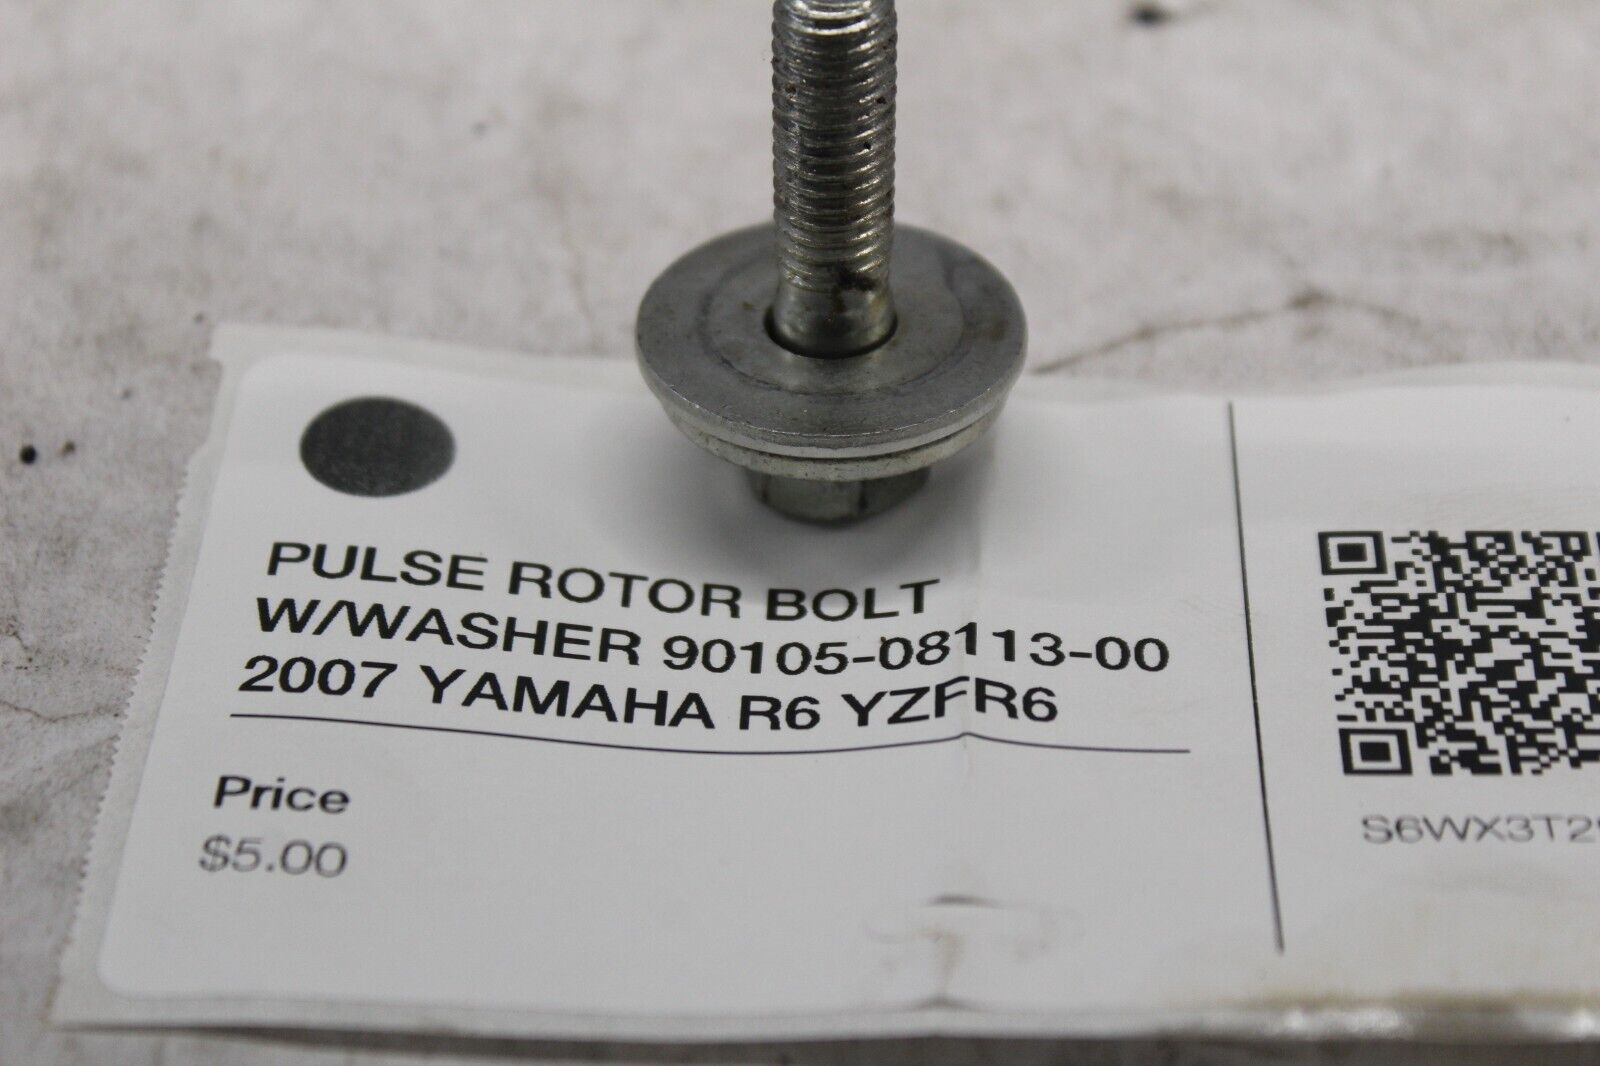 PULSE ROTOR BOLT
W/WASHER 90105-08113-00
2007 YAMAHA R6 YZFR6
Price
$5.00